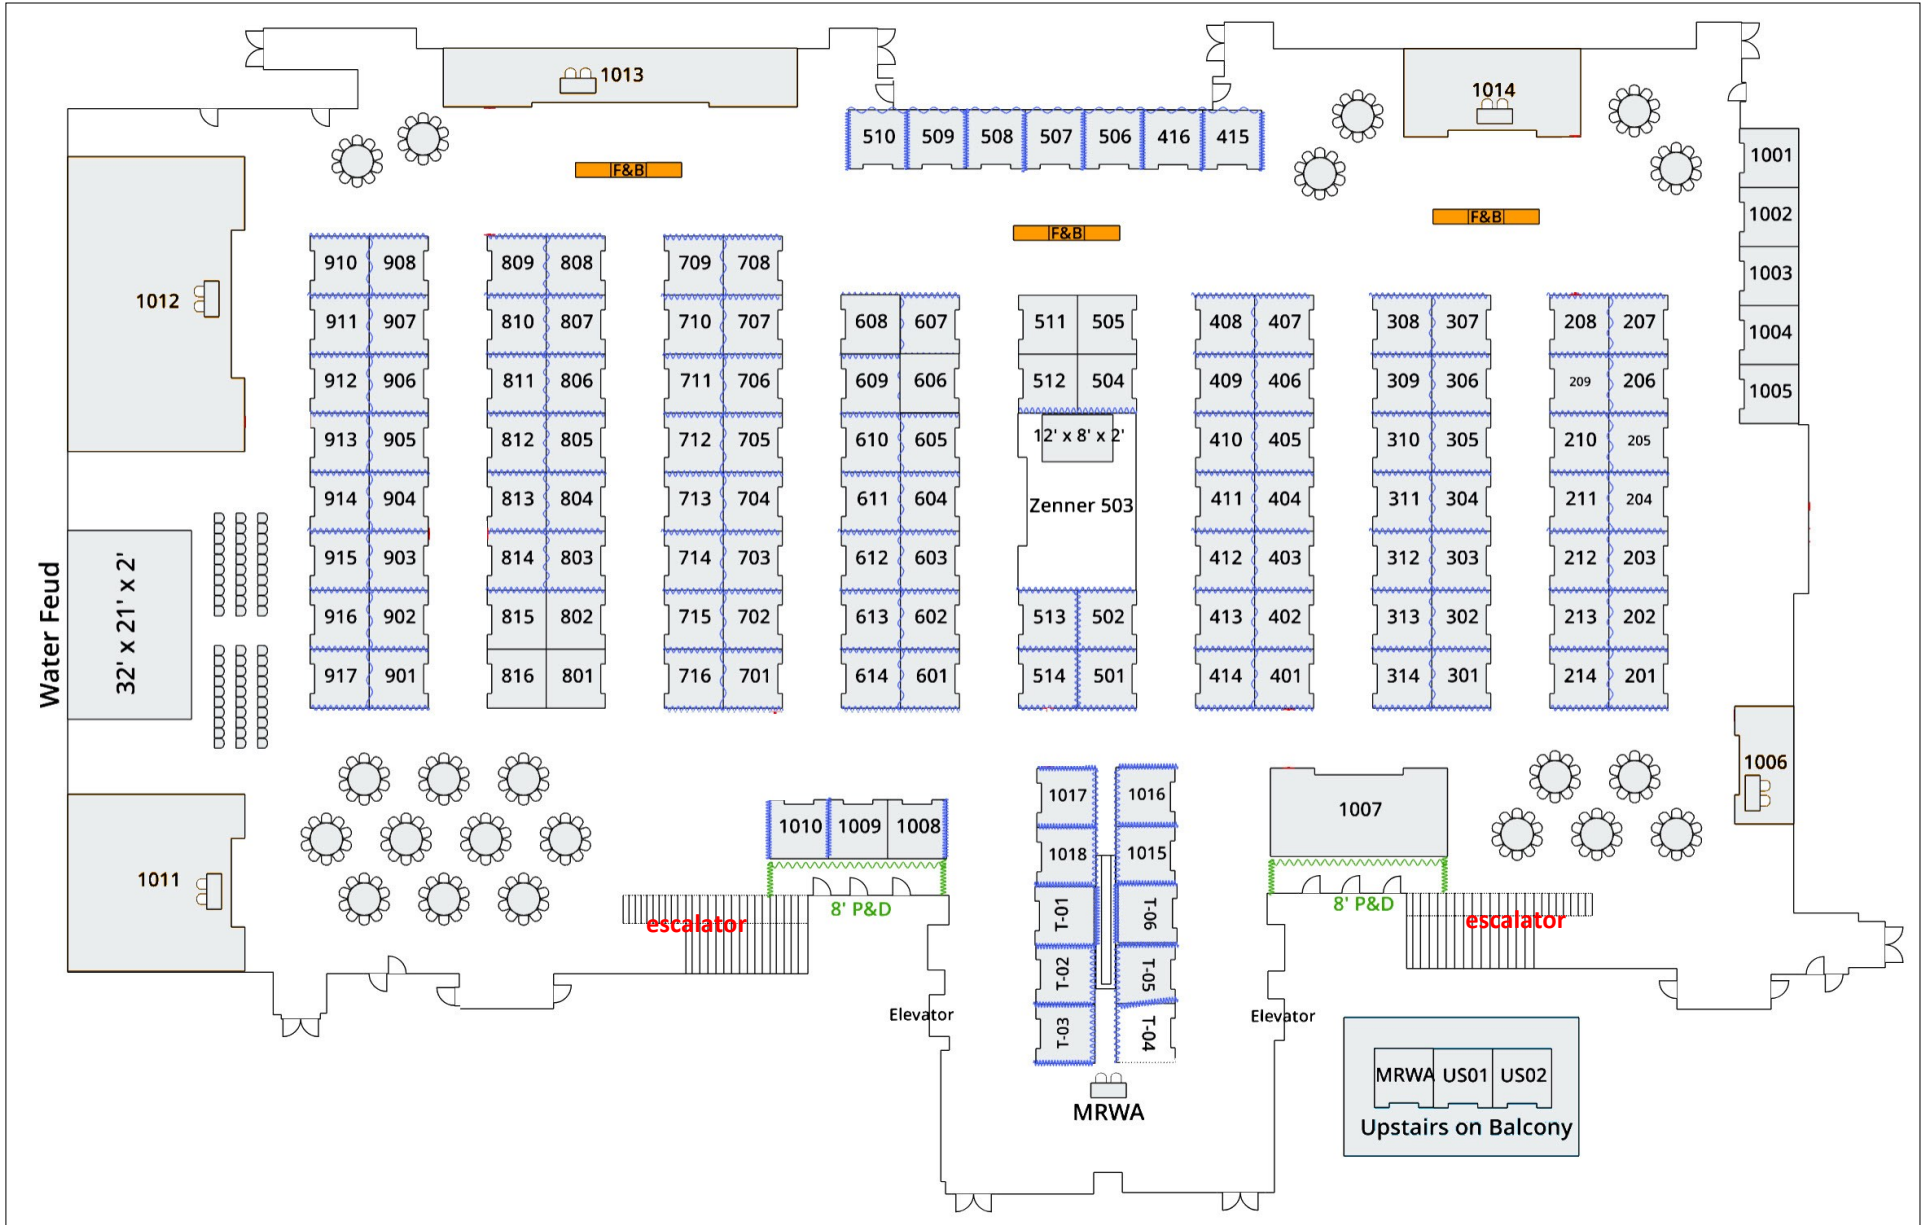 1013
1014
510 509 508 507 506 416 415
1001
F&B
1002
F&B
F&B
910 908 809 808 709 708
1003
1012
911 907 810 807 710 707 608 607 511 505 408 407 308 307 208 207
1004
912 906 811 806 711 706 609 606 512 504 409 406 309 306 209 206
1005
913 905 812 805 712 705 610 605 12' x 8' x 2' 410 405 310 305 210 205
914 904 813 804 713 704 611 604 Zenner 503 411 404 311 304 211 204
915 903 814 803 714 703 612 603 412 403 312 303 212 203
Water Feud
32' x 21' x 2'
916 902 815 802 715 702 613 602 513 502 413 402 313 302 213 202
917 901 816 801 716 701 614 601 514 501 414 401 314 301 214 201
1006
1017 1016
1007
1010 1009 1008
1018 1015
1011
8' P&D
T-01 T-06
8' P&D
escalator
escalator
T-02 T-05
Elevator
Elevator
T-03 T-04
MRWA
MRWA US01 US02
Upstairs on Balcony